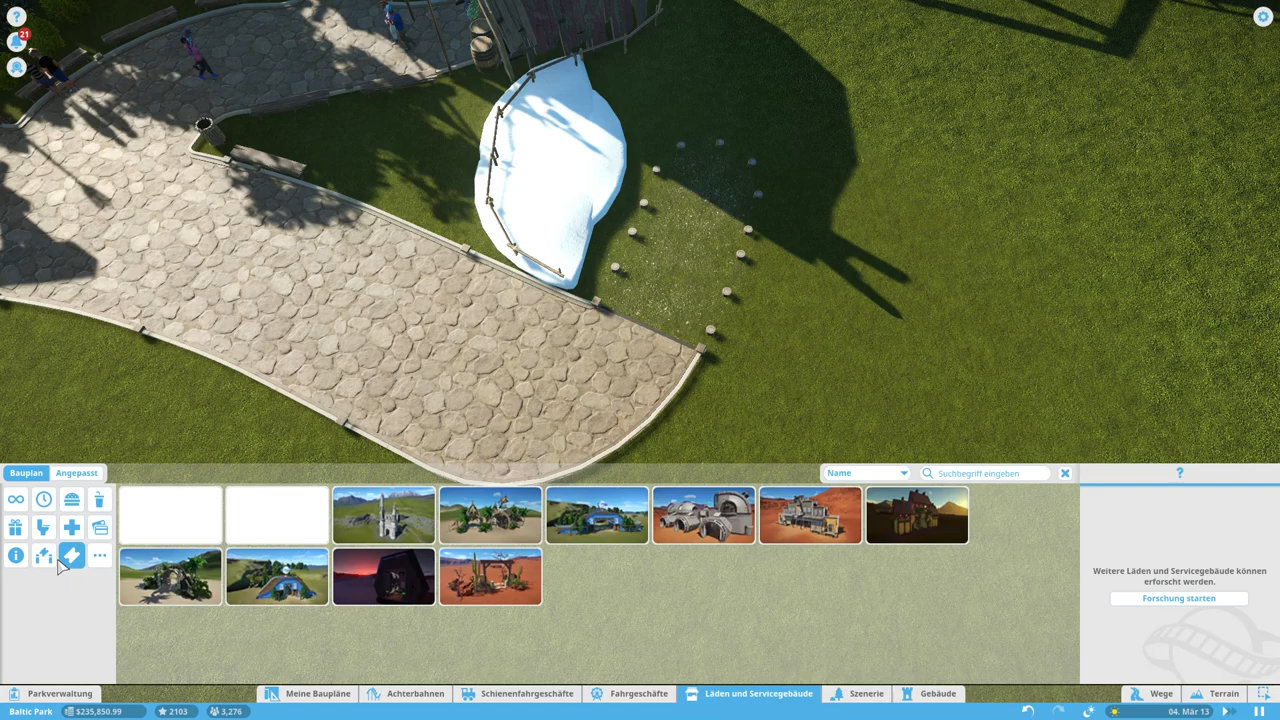 21
Bauplan
Angepasst
Name
Suchbegriff eingeben
Weitere Läden und Servicegebäude können
erforscht werden.
Forschung starten
Parkverwaltung
Meine Baupläne
Achterbahnen
Schienenfahrgeschäfte
Fahrgeschäfte
Läden und Servicegebäude
Szenerie
Gebäude
Wege
Terrain
Baltic Park
$235,850.99
2103
3,276
04. Mär 13